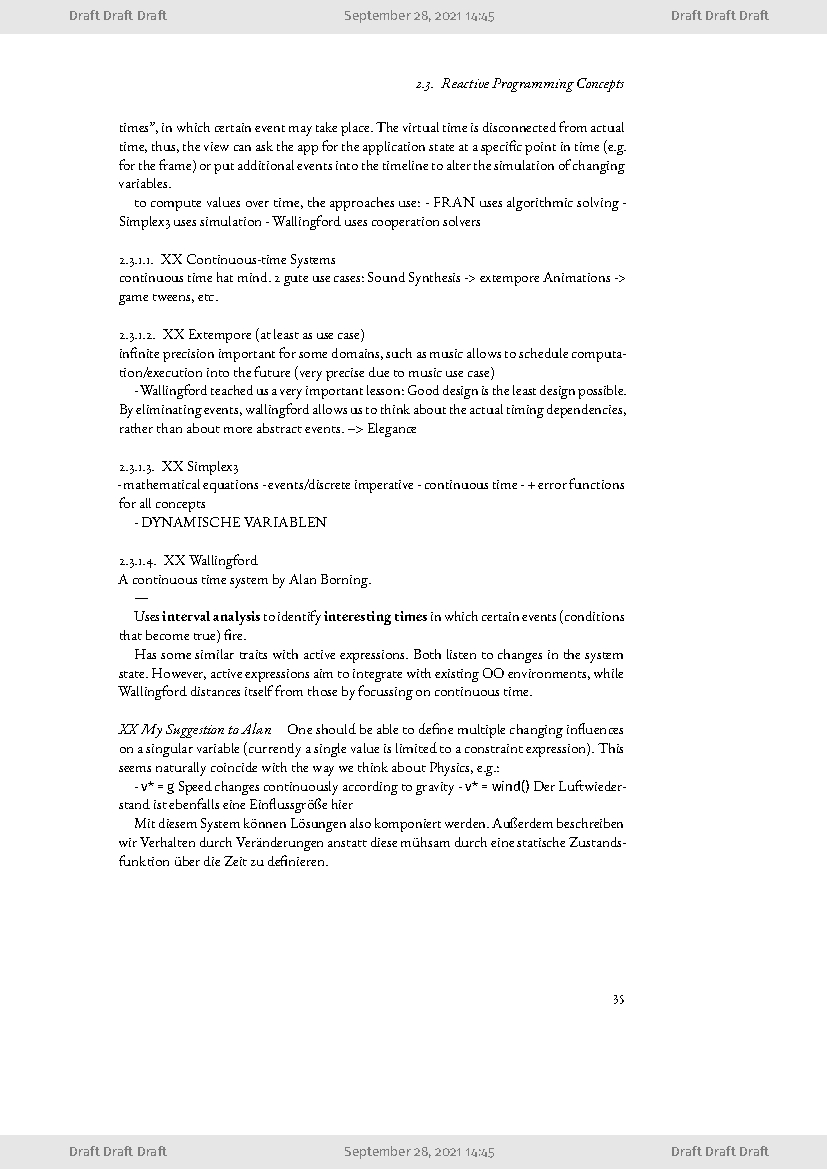 Draft Draft Draft September 28, 2021 14:45 Draft Draft Draft
2.3. Reactive Programming Concepts
times”, in which certain event may take place. The virtual time is disconnected from actual
time, thus, the view can ask the app for the application state at a specific point in time (e.g.
for the frame) or put additional events into the timeline to alter the simulation of changing
variables.
to compute values over time, the approaches use: - FRAN uses algorithmic solving -
Simplex3 uses simulation - Wallingford uses cooperation solvers
2.3.1.1. XX Continuous-time Systems
continuous time hat mind. 2 gute use cases: Sound Synthesis -> extempore Animations ->
game tweens, etc.
2.3.1.2. XX Extempore (at least as use case)
infinite precision important for some domains, such as music allows to schedule computa-
tion/execution into the future (very precise due to music use case)
- Wallingford teached us a very important lesson: Good design is the least design possible.
By eliminating events, wallingford allows us to think about the actual timing dependencies,
rather than about more abstract events. –> Elegance
2.3.1.3. XX Simplex3
- mathematical equations - events/discrete imperative - continuous time - + error functions
for all concepts
- DYNAMISCHE VARIABLEN
2.3.1.4. XX Wallingford
A continuous time system by Alan Borning.
—
Uses interval analysis to identify interesting times in which certain events (conditions
that become true) fire.
Has some similar traits with active expressions. Both listen to changes in the system
state. However, active expressions aim to integrate with existing OO environments, while
Wallingford distances itself from those by focussing on continuous time.
XX My Suggestion to Alan One should be able to define multiple changing influences
on a singular variable (currently a single value is limited to a constraint expression). This
seems naturally coincide with the way we think about Physics, e.g.:
- v* = g Speed changes continuously according to gravity - v* = wind() Der Luftwieder-
stand ist ebenfalls eine Einflussgröße hier
Mit diesem System können Lösungen also komponiert werden. Außerdem beschreiben
wir Verhalten durch Veränderungen anstatt diese mühsam durch eine statische Zustands-
funktion über die Zeit zu definieren.
35
Draft Draft Draft September 28, 2021 14:45 Draft Draft Draft